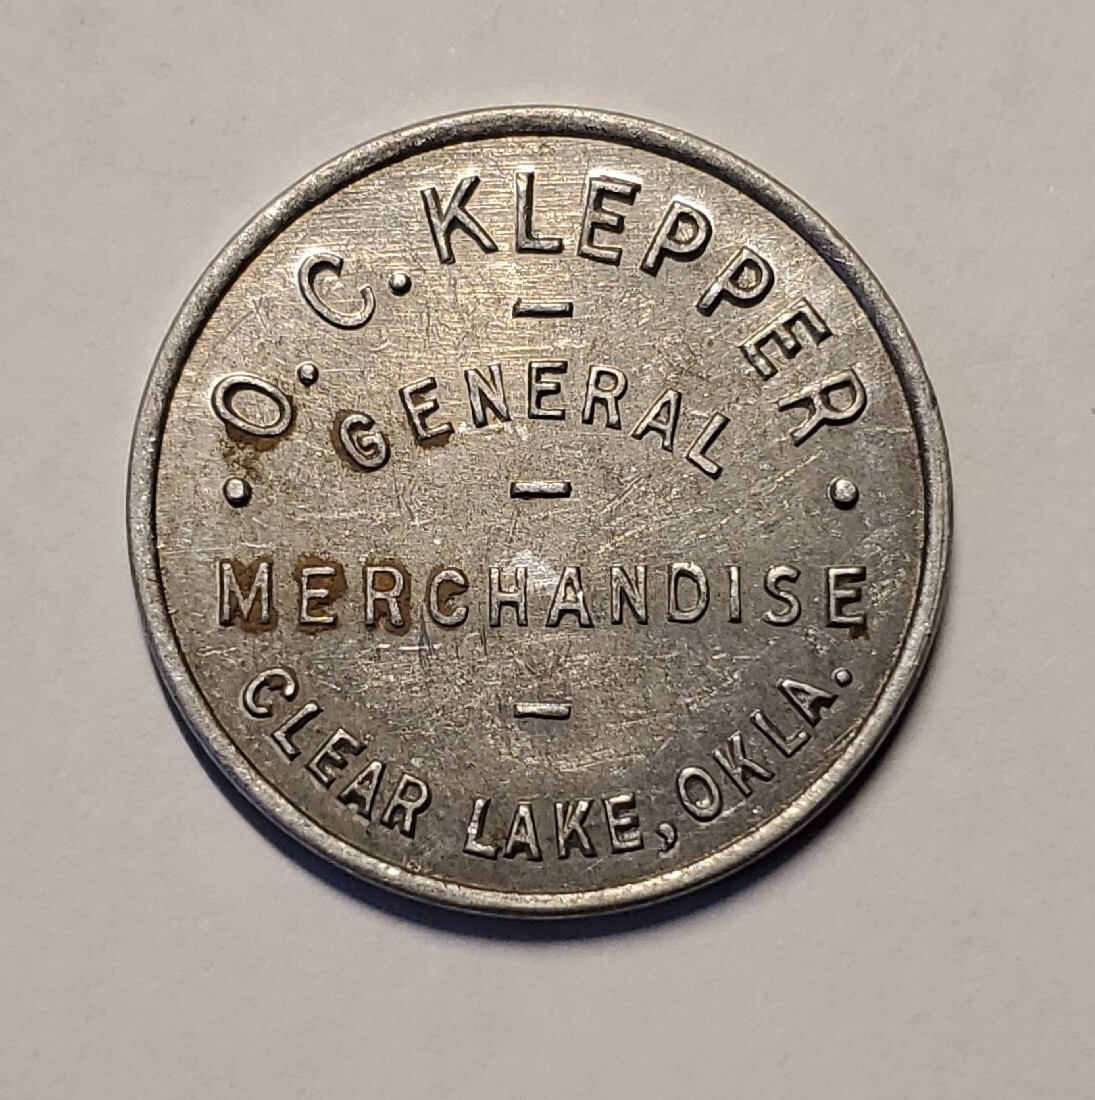 O. C. KLEPPER
GENERAL
MERCHANDISE
CLEAR LAKE, OKLA.